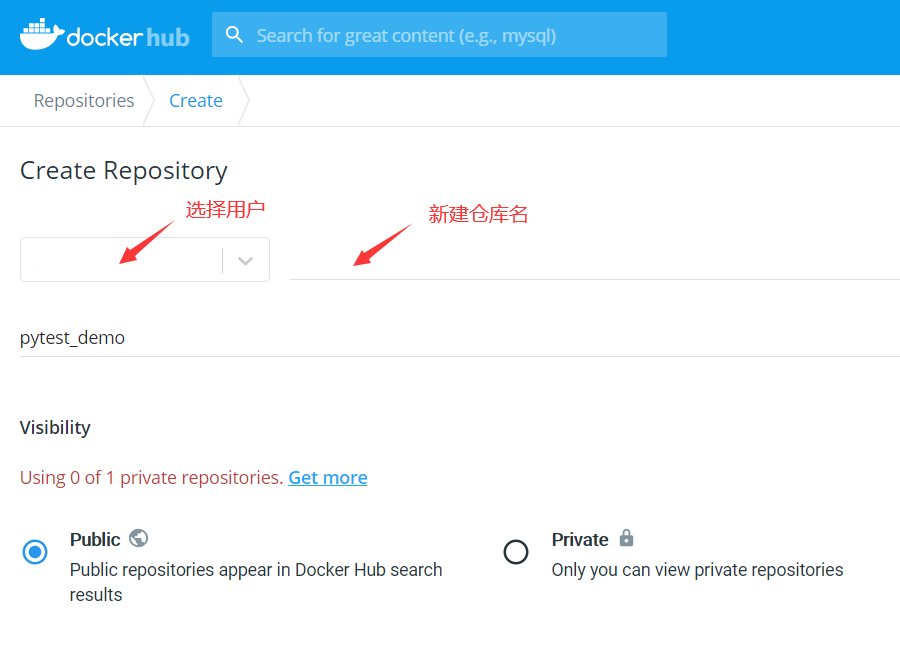 docker hub
Search for great content (e.g., mysql)
Repositories
Create
Create Repository
选择用户
新建仓库名
pytest_demo
Visibility
Using 0 of 1 private repositories. Get more
Public
Public repositories appear in Docker Hub search
results
Private
Only you can view private repositories